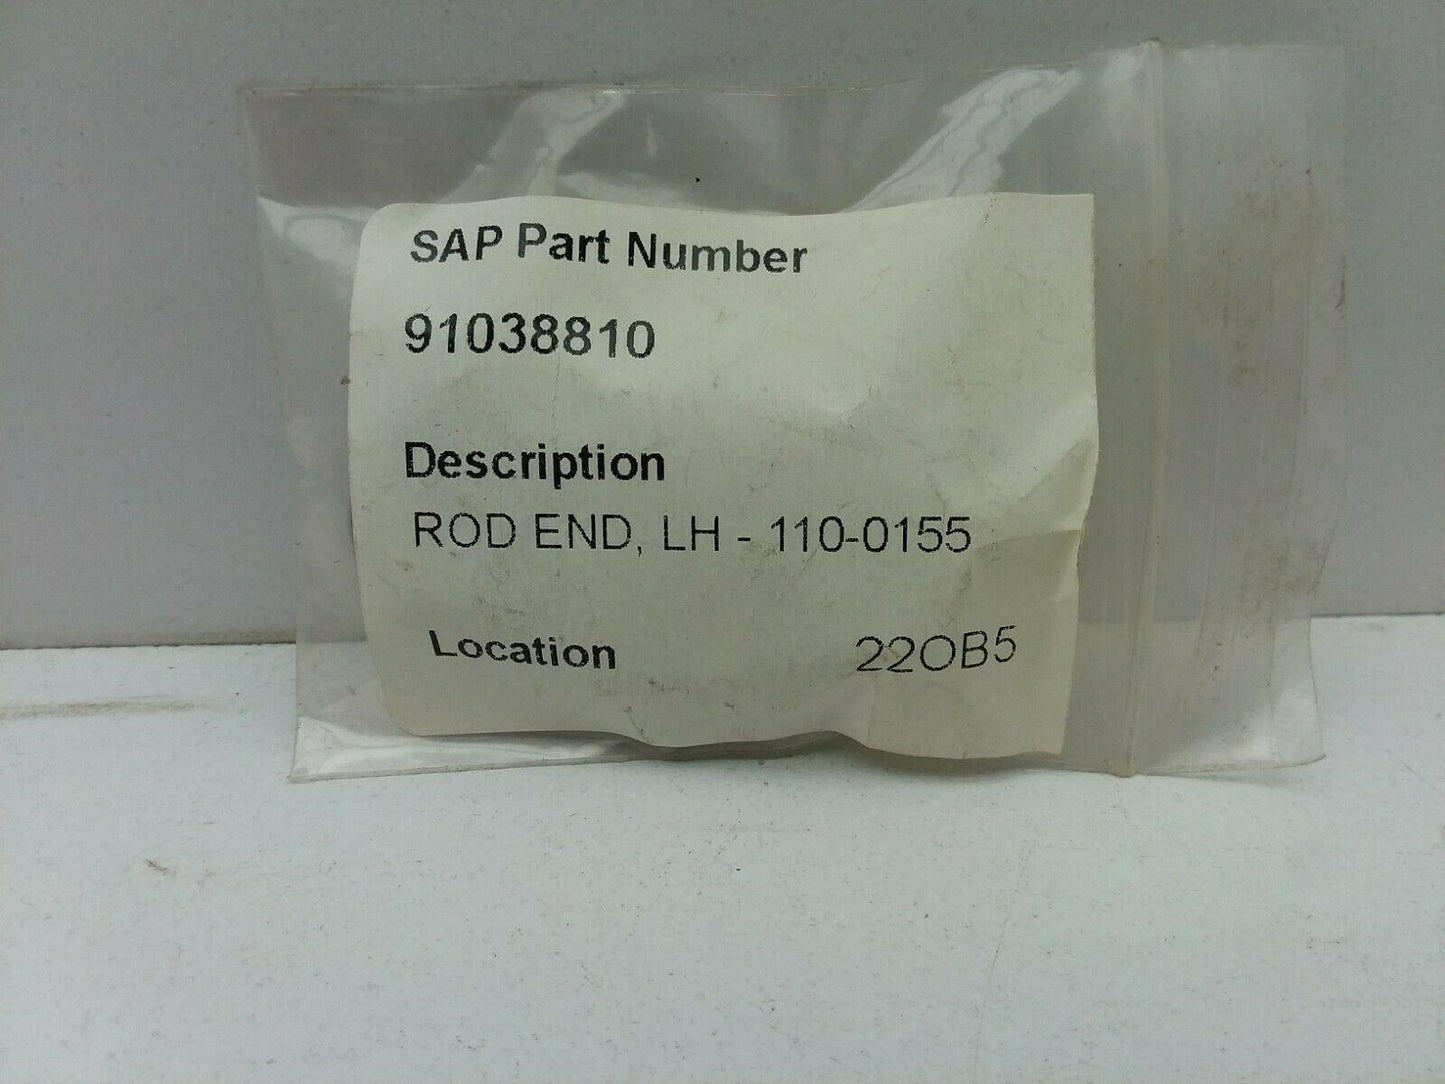 SAP Part Number
91038810
Description
ROD END, LH - 110-0155
Location 22OB5